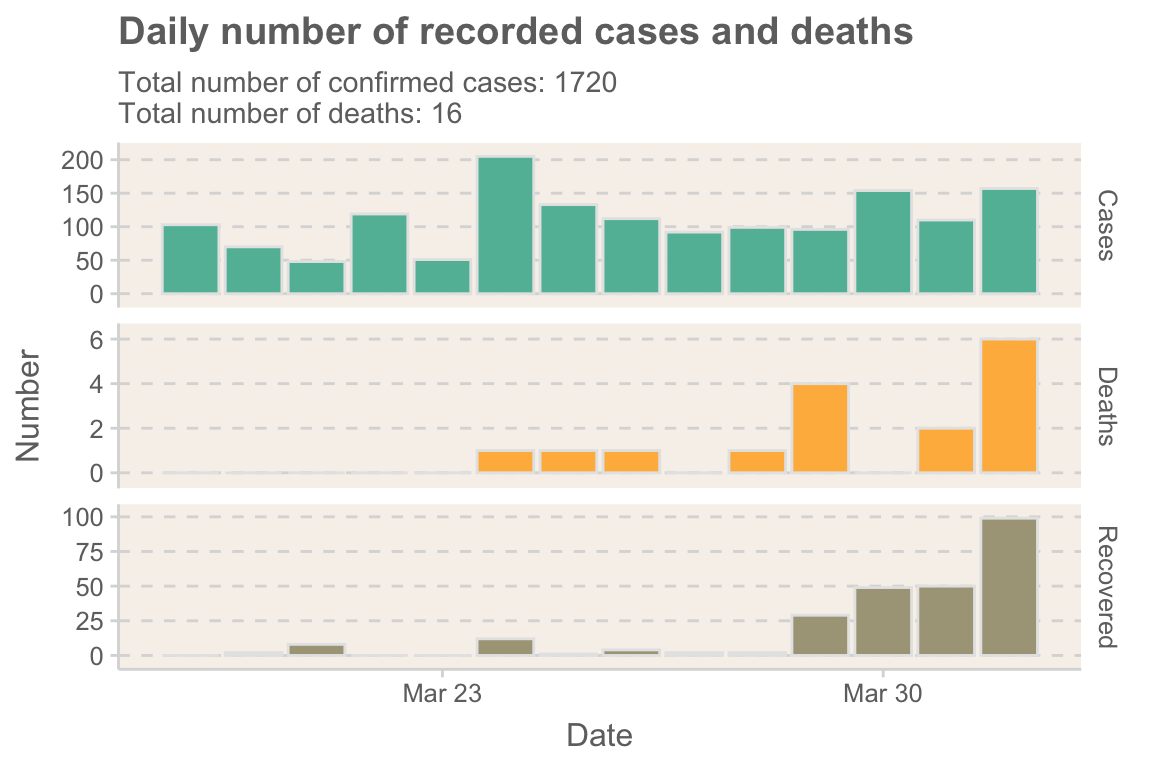 Daily number of recorded cases and deaths
Total number of confirmed cases: 1720
Total number of deaths: 16
200
150
100
50
0
Cases
6
4
2
0
Deaths
100
75
50
25
0
Recovered
Number
Mar 23
Mar 30
Date